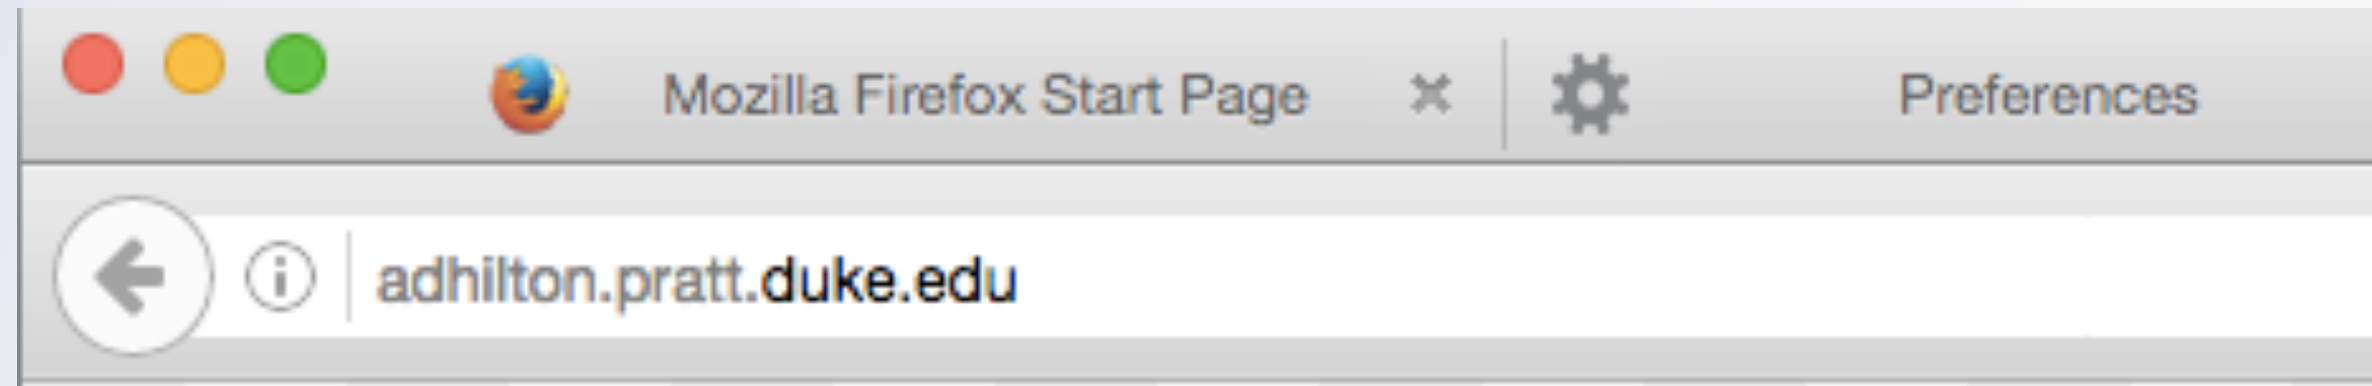 Mozilla Firefox Start Page
Preferences
adhilton.pratt.duke.edu